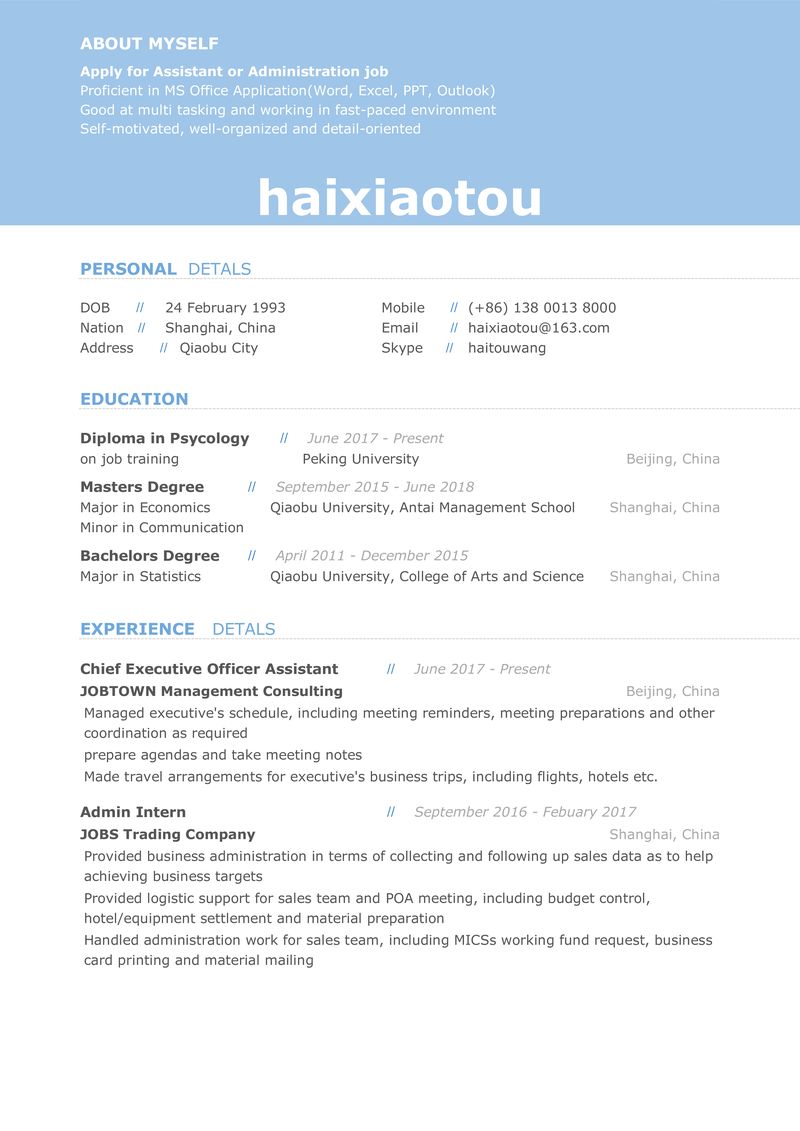 ABOUT MYSELF
Apply for Assistant or Administration job
Proficient in MS Office Application(Word, Excel, PPT, Outlook)
Good at multi tasking and working in fast-paced environment
Self-motivated, well-organized and detail-oriented
haixiaotou
PERSONAL DETALS
DOB // 24 February 1993 Mobile // (+86) 138 0013 8000
Nation // Shanghai, China Email // haixiaotou@163.com
Address // Qiaobu City Skype // haitouwang
EDUCATION
Diploma in Psycology // June 2017 - Present
on job training Peking University Beijing, China
Masters Degree // September 2015 - June 2018
Major in Economics Qiaobu University, Antai Management School Shanghai, China
Minor in Communication
Bachelors Degree // April 2011 - December 2015
Major in Statistics Qiaobu University, College of Arts and Science Shanghai, China
EXPERIENCE DETALS
Chief Executive Officer Assistant // June 2017 - Present
JOBTOWN Management Consulting Beijing, China
Managed executive's schedule, including meeting reminders, meeting preparations and other
coordination as required
prepare agendas and take meeting notes
Made travel arrangements for executive's business trips, including flights, hotels etc.
Admin Intern // September 2016 - Febuary 2017
JOBS Trading Company Shanghai, China
Provided business administration in terms of collecting and following up sales data as to help
achieving business targets
Provided logistic support for sales team and POA meeting, including budget control,
hotel/equipment settlement and material preparation
Handled administration work for sales team, including MICSs working fund request, business
card printing and material mailing